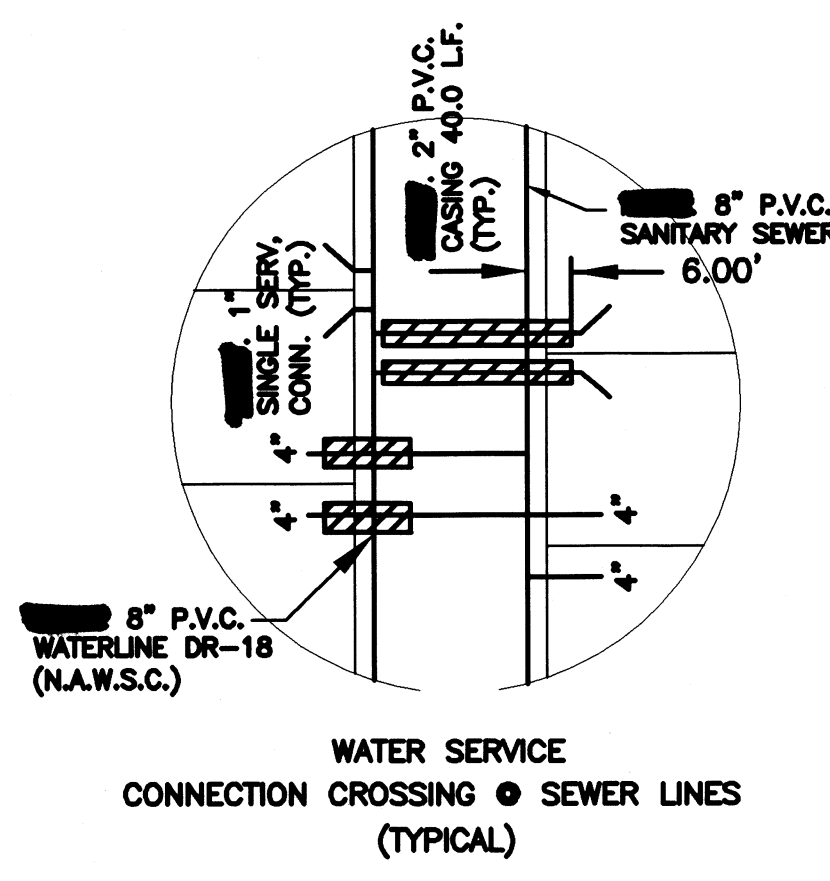 . 2" P.V.C.
CASING 40.0 L.F.
(TYP.)
8" P.V.C.
SANITARY SEWER
6.00'
. 1"
SINGLE SERV,
CONN. (TYP.)
4"
4"
4"
4"
8" P.V.C.
WATERLINE DR-18
(N.A.W.S.C.)
WATER SERVICE
CONNECTION CROSSING @ SEWER LINES
(TYPICAL)